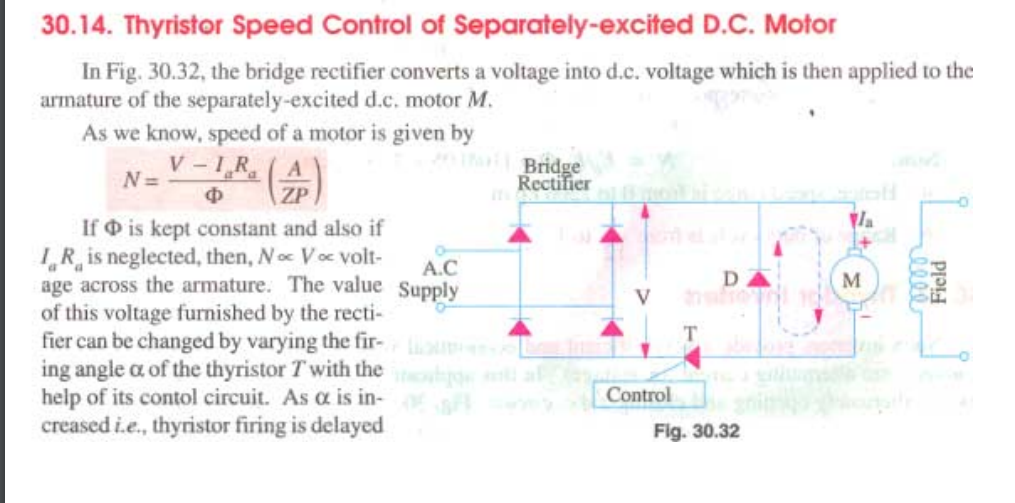 30.14. Thyristor Speed Control of Separately-excited D.C. Motor
In Fig. 30.32, the bridge rectifier converts a voltage into d.c. voltage which is then applied to the
armature of the separately-excited d.c. motor M.
As we know, speed of a motor is given by
N = V – IaRa / Φ (A / ZP)
If Φ is kept constant and also if
IaRa is neglected, then, N ∝ V ∝ volt-
age across the armature. The value
of this voltage furnished by the recti-
fier can be changed by varying the fir-
ing angle α of the thyristor T with the
help of its contol circuit. As α is in-
creased i.e., thyristor firing is delayed
Bridge
Rectifier
A.C
Supply
V
T
D
Ia
+
M
–
Field
Control
Fig. 30.32